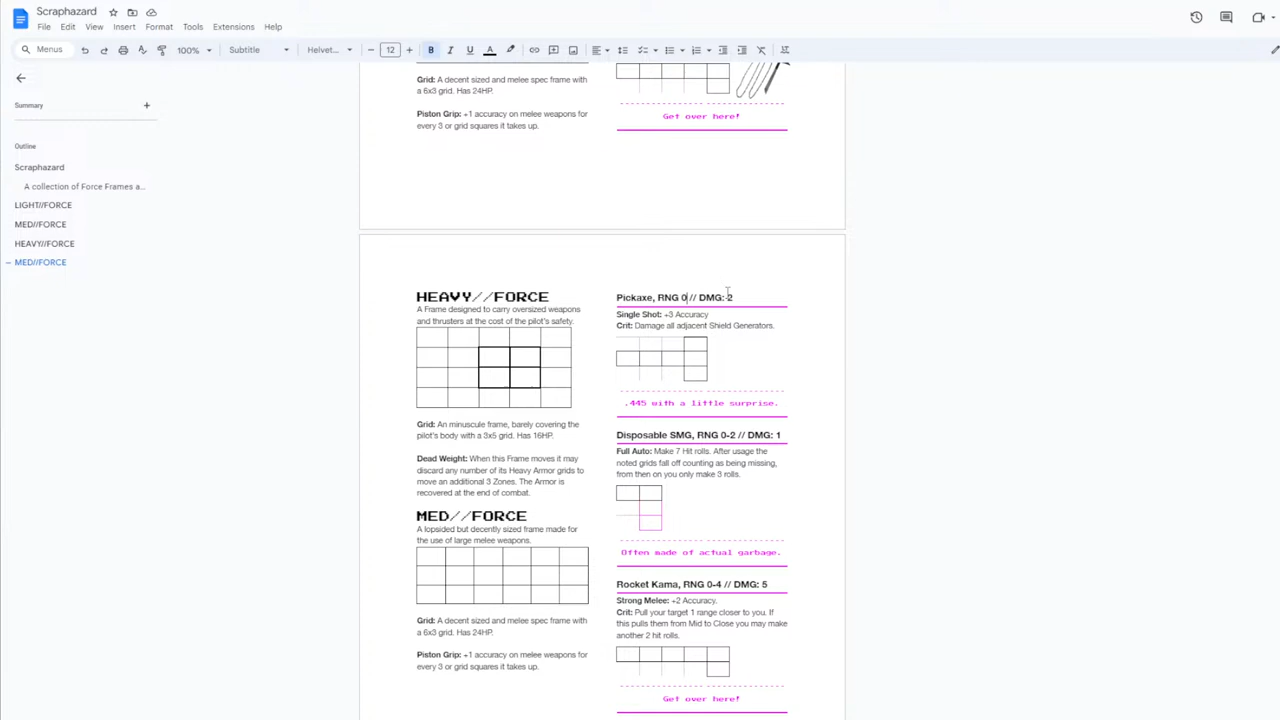 Scraphazard
File Edit View Insert Format Tools Extensions Help
Menus 100% Subtitle Helvet... 12 B I U A
Summary
Outline
Scraphazard
A collection of Force Frames a...
LIGHT//FORCE
MED//FORCE
HEAVY//FORCE
MED//FORCE
Grid: A decent sized and melee spec frame with
a 6x3 grid. Has 24HP.
Piston Grip: +1 accuracy on melee weapons for
every 3 or grid squares it takes up.
Get over here!
HEAVY//FORCE
A Frame designed to carry oversized weapons
and thrusters at the cost of the pilot's safety.
Grid: An minuscule frame, barely covering the
pilot's body with a 3x5 grid. Has 16HP.
Dead Weight: When this Frame moves it may
discard any number of its Heavy Armor grids to
move an additional 3 Zones. The Armor is
recovered at the end of combat.
MED//FORCE
A lopsided but decently sized frame made for
the use of large melee weapons.
Grid: A decent sized and melee spec frame with
a 6x3 grid. Has 24HP.
Piston Grip: +1 accuracy on melee weapons for
every 3 or grid squares it takes up.
Pickaxe, RNG 0 // DMG: 2
Single Shot: +3 Accuracy
Crit: Damage all adjacent Shield Generators.
.445 with a little surprise.
Disposable SMG, RNG 0-2 // DMG: 1
Full Auto: Make 7 Hit rolls. After usage the
noted grids fall off counting as being missing,
from then on you only make 3 rolls.
Often made of actual garbage.
Rocket Kama, RNG 0-4 // DMG: 5
Strong Melee: +2 Accuracy.
Crit: Pull your target 1 range closer to you. If
this pulls them from Mid to Close you may make
another 2 hit rolls.
Get over here!